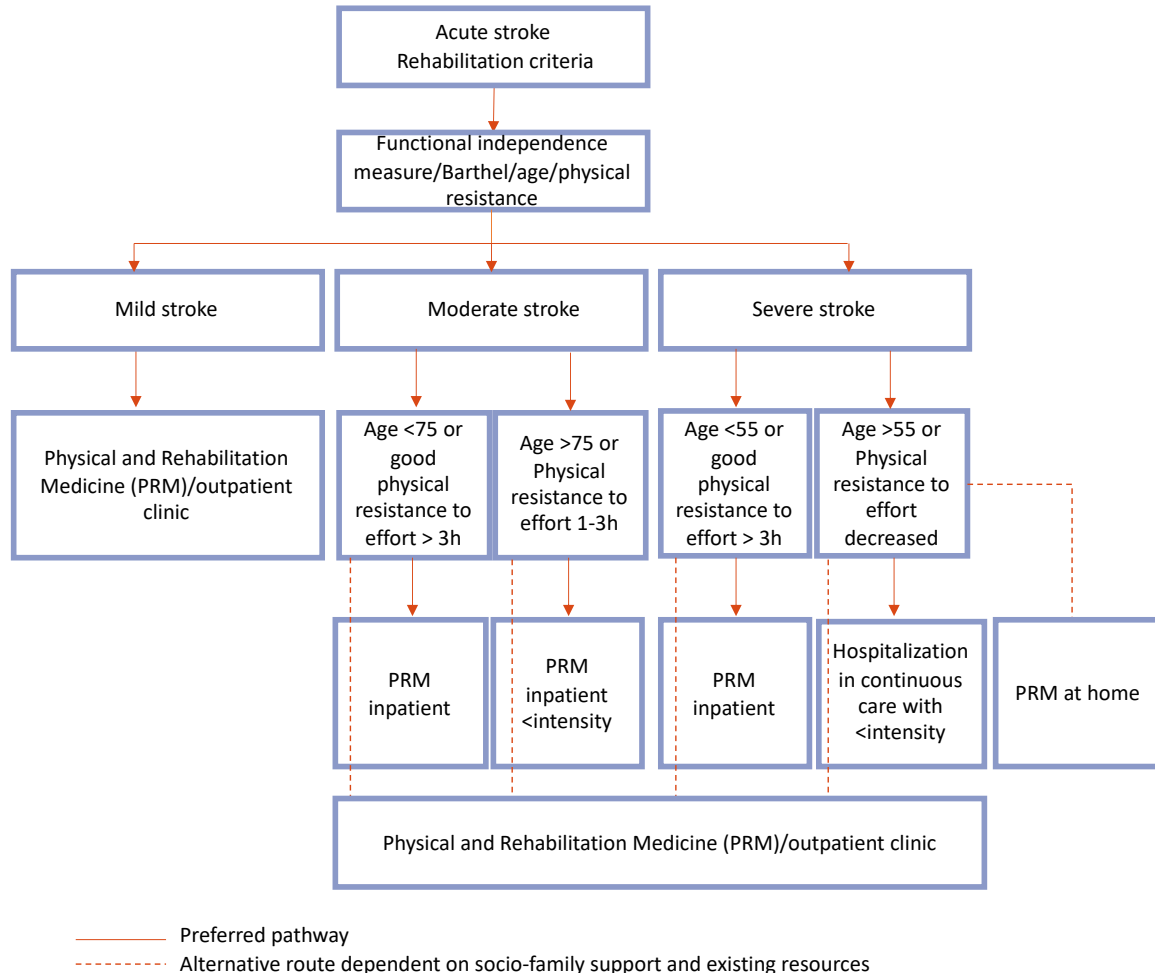 Acute stroke
Rehabilitation criteria
Functional independence
measure/Barthel/age/physical
resistance
Mild stroke
Moderate stroke
Severe stroke
Physical and Rehabilitation
Medicine (PRM)/outpatient
clinic
Age <75 or
good
physical
resistance to
effort > 3h
Age >75 or
Physical
resistance to
effort 1-3h
Age <55 or
good
physical
resistance to
effort > 3h
Age >55 or
Physical
resistance to
effort
decreased
PRM
inpatient
PRM
inpatient
<intensity
PRM
inpatient
Hospitalization
in continuous
care with
<intensity
PRM at home
Physical and Rehabilitation Medicine (PRM)/outpatient clinic
Preferred pathway
Alternative route dependent on socio-family support and existing resources